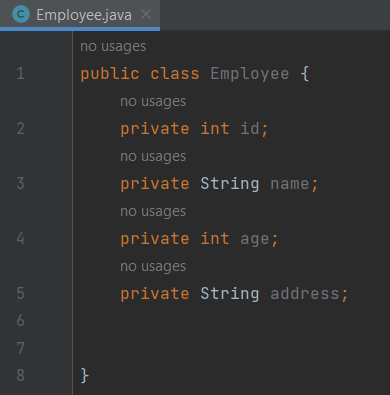 Employee.java
no usages
1 public class Employee {
no usages
2 private int id;
no usages
3 private String name;
no usages
4 private int age;
no usages
5 private String address;
6
7
8 }